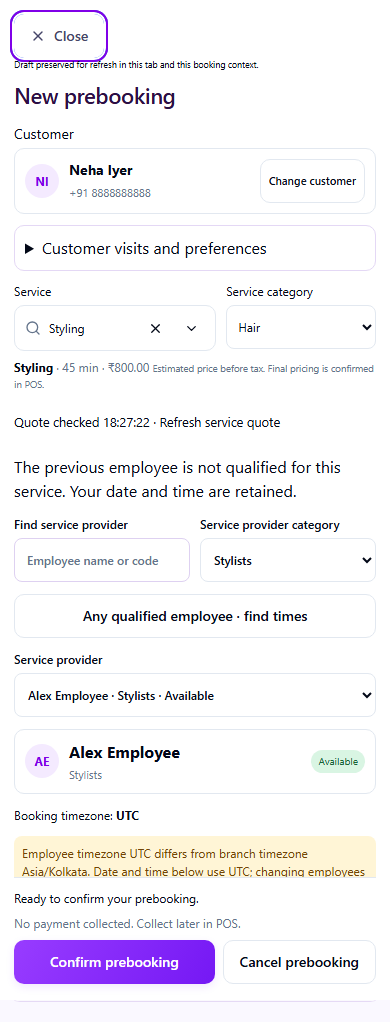 Close
Draft preserved for refresh in this tab and this booking context.
New prebooking
Customer
NI
Neha Iyer
+91 8888888888
Change customer
Customer visits and preferences
Service
Service category
Styling
Hair
Styling · 45 min · ₹800.00 Estimated price before tax. Final pricing is confirmed
in POS.
Quote checked 18:27:22 · Refresh service quote
The previous employee is not qualified for this
service. Your date and time are retained.
Find service provider
Service provider category
Employee name or code
Stylists
Any qualified employee · find times
Service provider
Alex Employee · Stylists · Available
AE
Alex Employee
Stylists
Available
Booking timezone: UTC
Employee timezone UTC differs from branch timezone
Asia/Kolkata. Date and time below use UTC; changing employees
Ready to confirm your prebooking.
No payment collected. Collect later in POS.
Confirm prebooking
Cancel prebooking